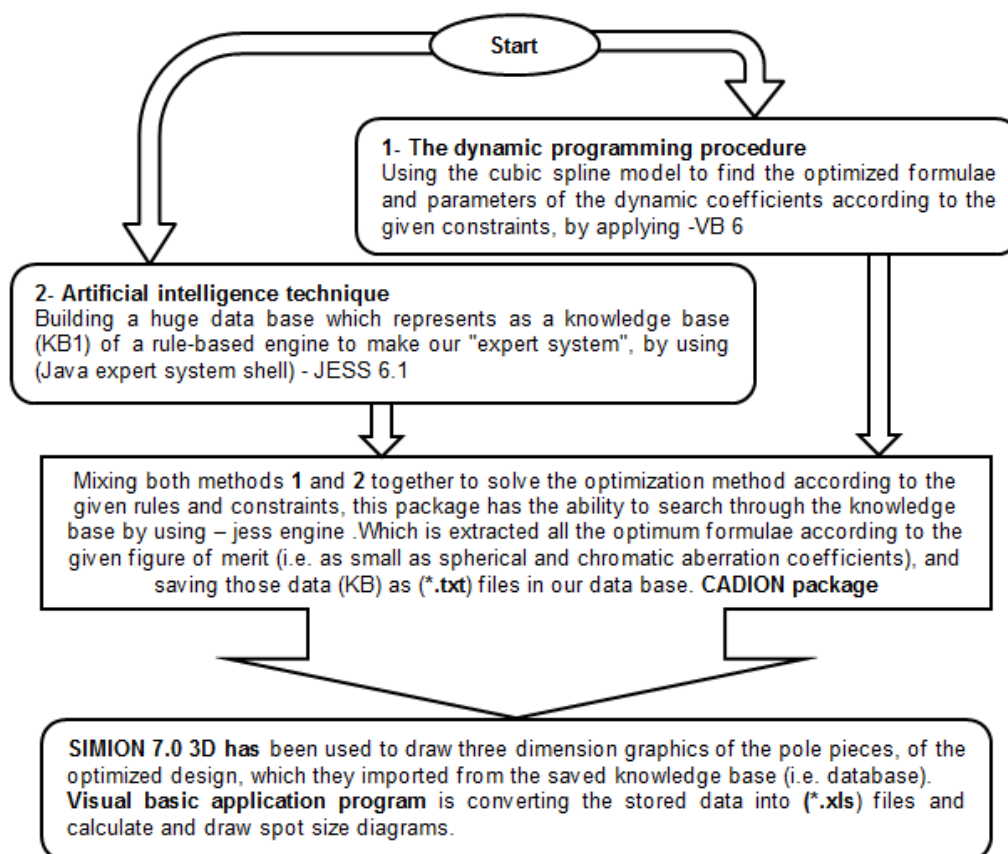 Start
1- The dynamic programming procedure
Using the cubic spline model to find the optimized formulae
and parameters of the dynamic coefficients according to the
given constraints, by applying -VB 6
2- Artificial intelligence technique
Building a huge data base which represents as a knowledge base
(KB1) of a rule-based engine to make our "expert system", by using
(Java expert system shell) - JESS 6.1
Mixing both methods 1 and 2 together to solve the optimization method according to the
given rules and constraints, this package has the ability to search through the knowledge
base by using – jess engine .Which is extracted all the optimum formulae according to the
given figure of merit (i.e. as small as spherical and chromatic aberration coefficients), and
saving those data (KB) as (*.txt) files in our data base. CADION package
SIMION 7.0 3D has been used to draw three dimension graphics of the pole pieces, of the
optimized design, which they imported from the saved knowledge base (i.e. database).
Visual basic application program is converting the stored data into (*.xls) files and
calculate and draw spot size diagrams.